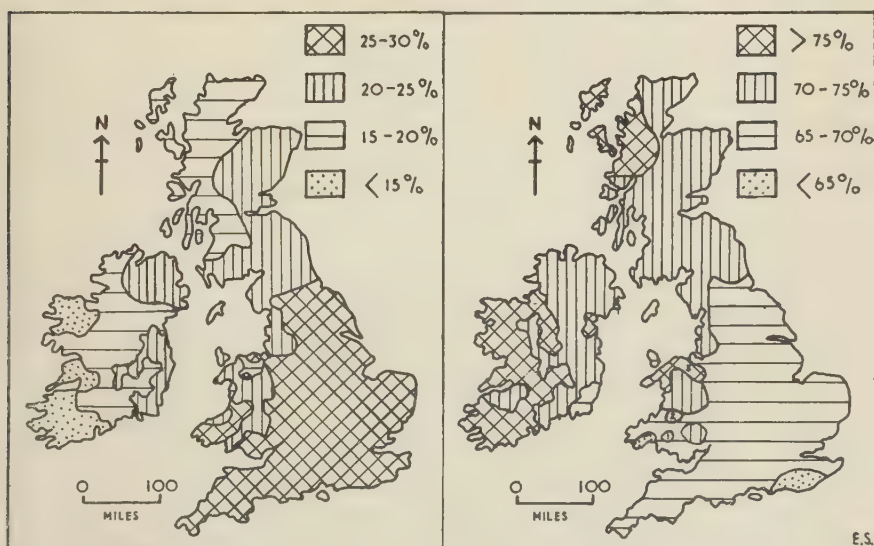 25-30%
20-25%
15-20%
<15%
N
0 100
MILES
>75%
70-75%
65-70%
<65%
N
0 100
MILES
E.S.